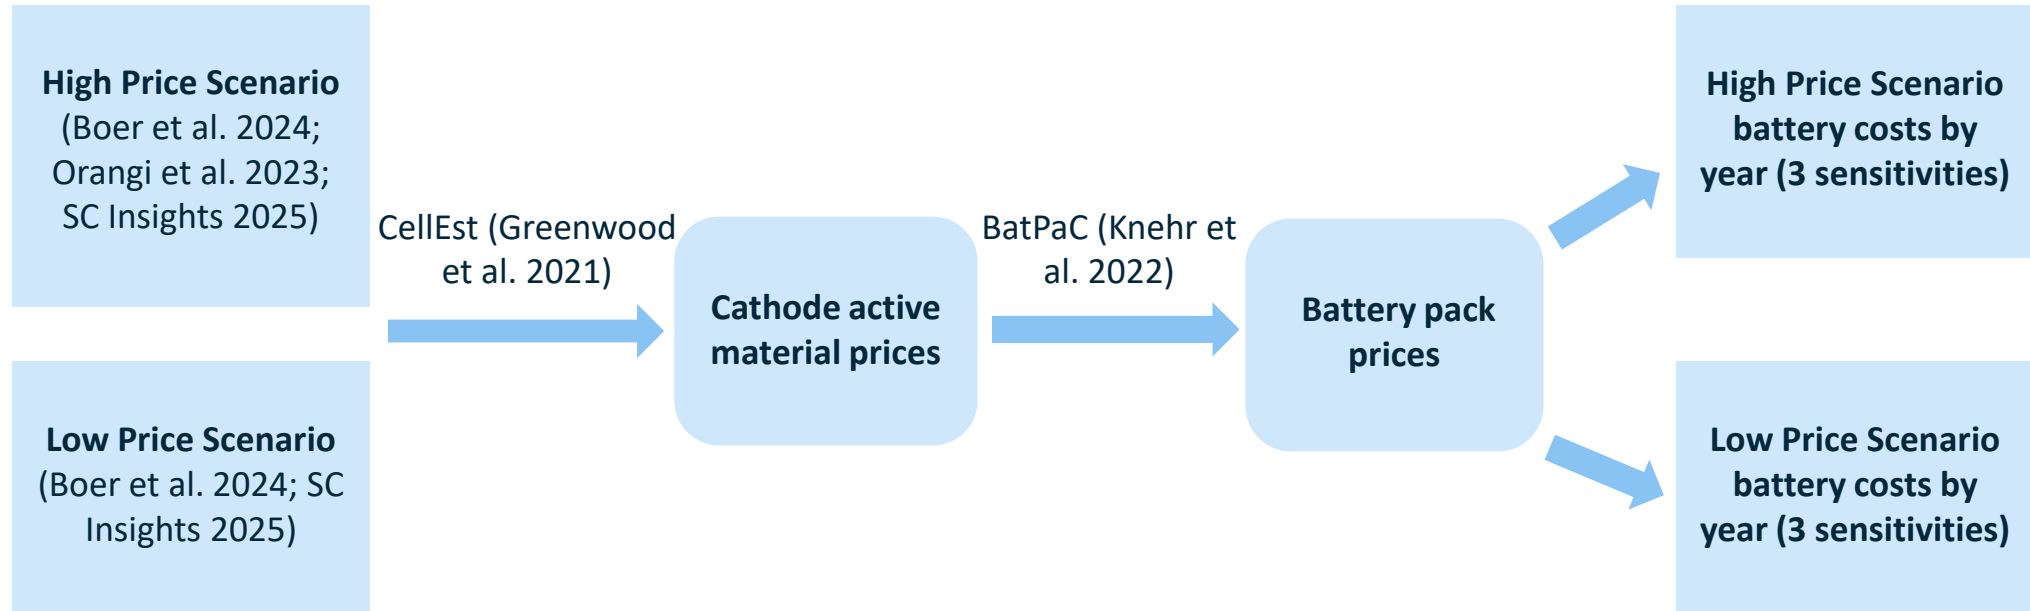 High Price Scenario
(Boer et al. 2024;
Orangi et al. 2023;
SC Insights 2025)
Low Price Scenario
(Boer et al. 2024; SC
Insights 2025)
CellEst (Greenwood
et al. 2021)
Cathode active
material prices
BatPaC (Knehr et
al. 2022)
Battery pack
prices
High Price Scenario
battery costs by
year (3 sensitivities)
Low Price Scenario
battery costs by
year (3 sensitivities)